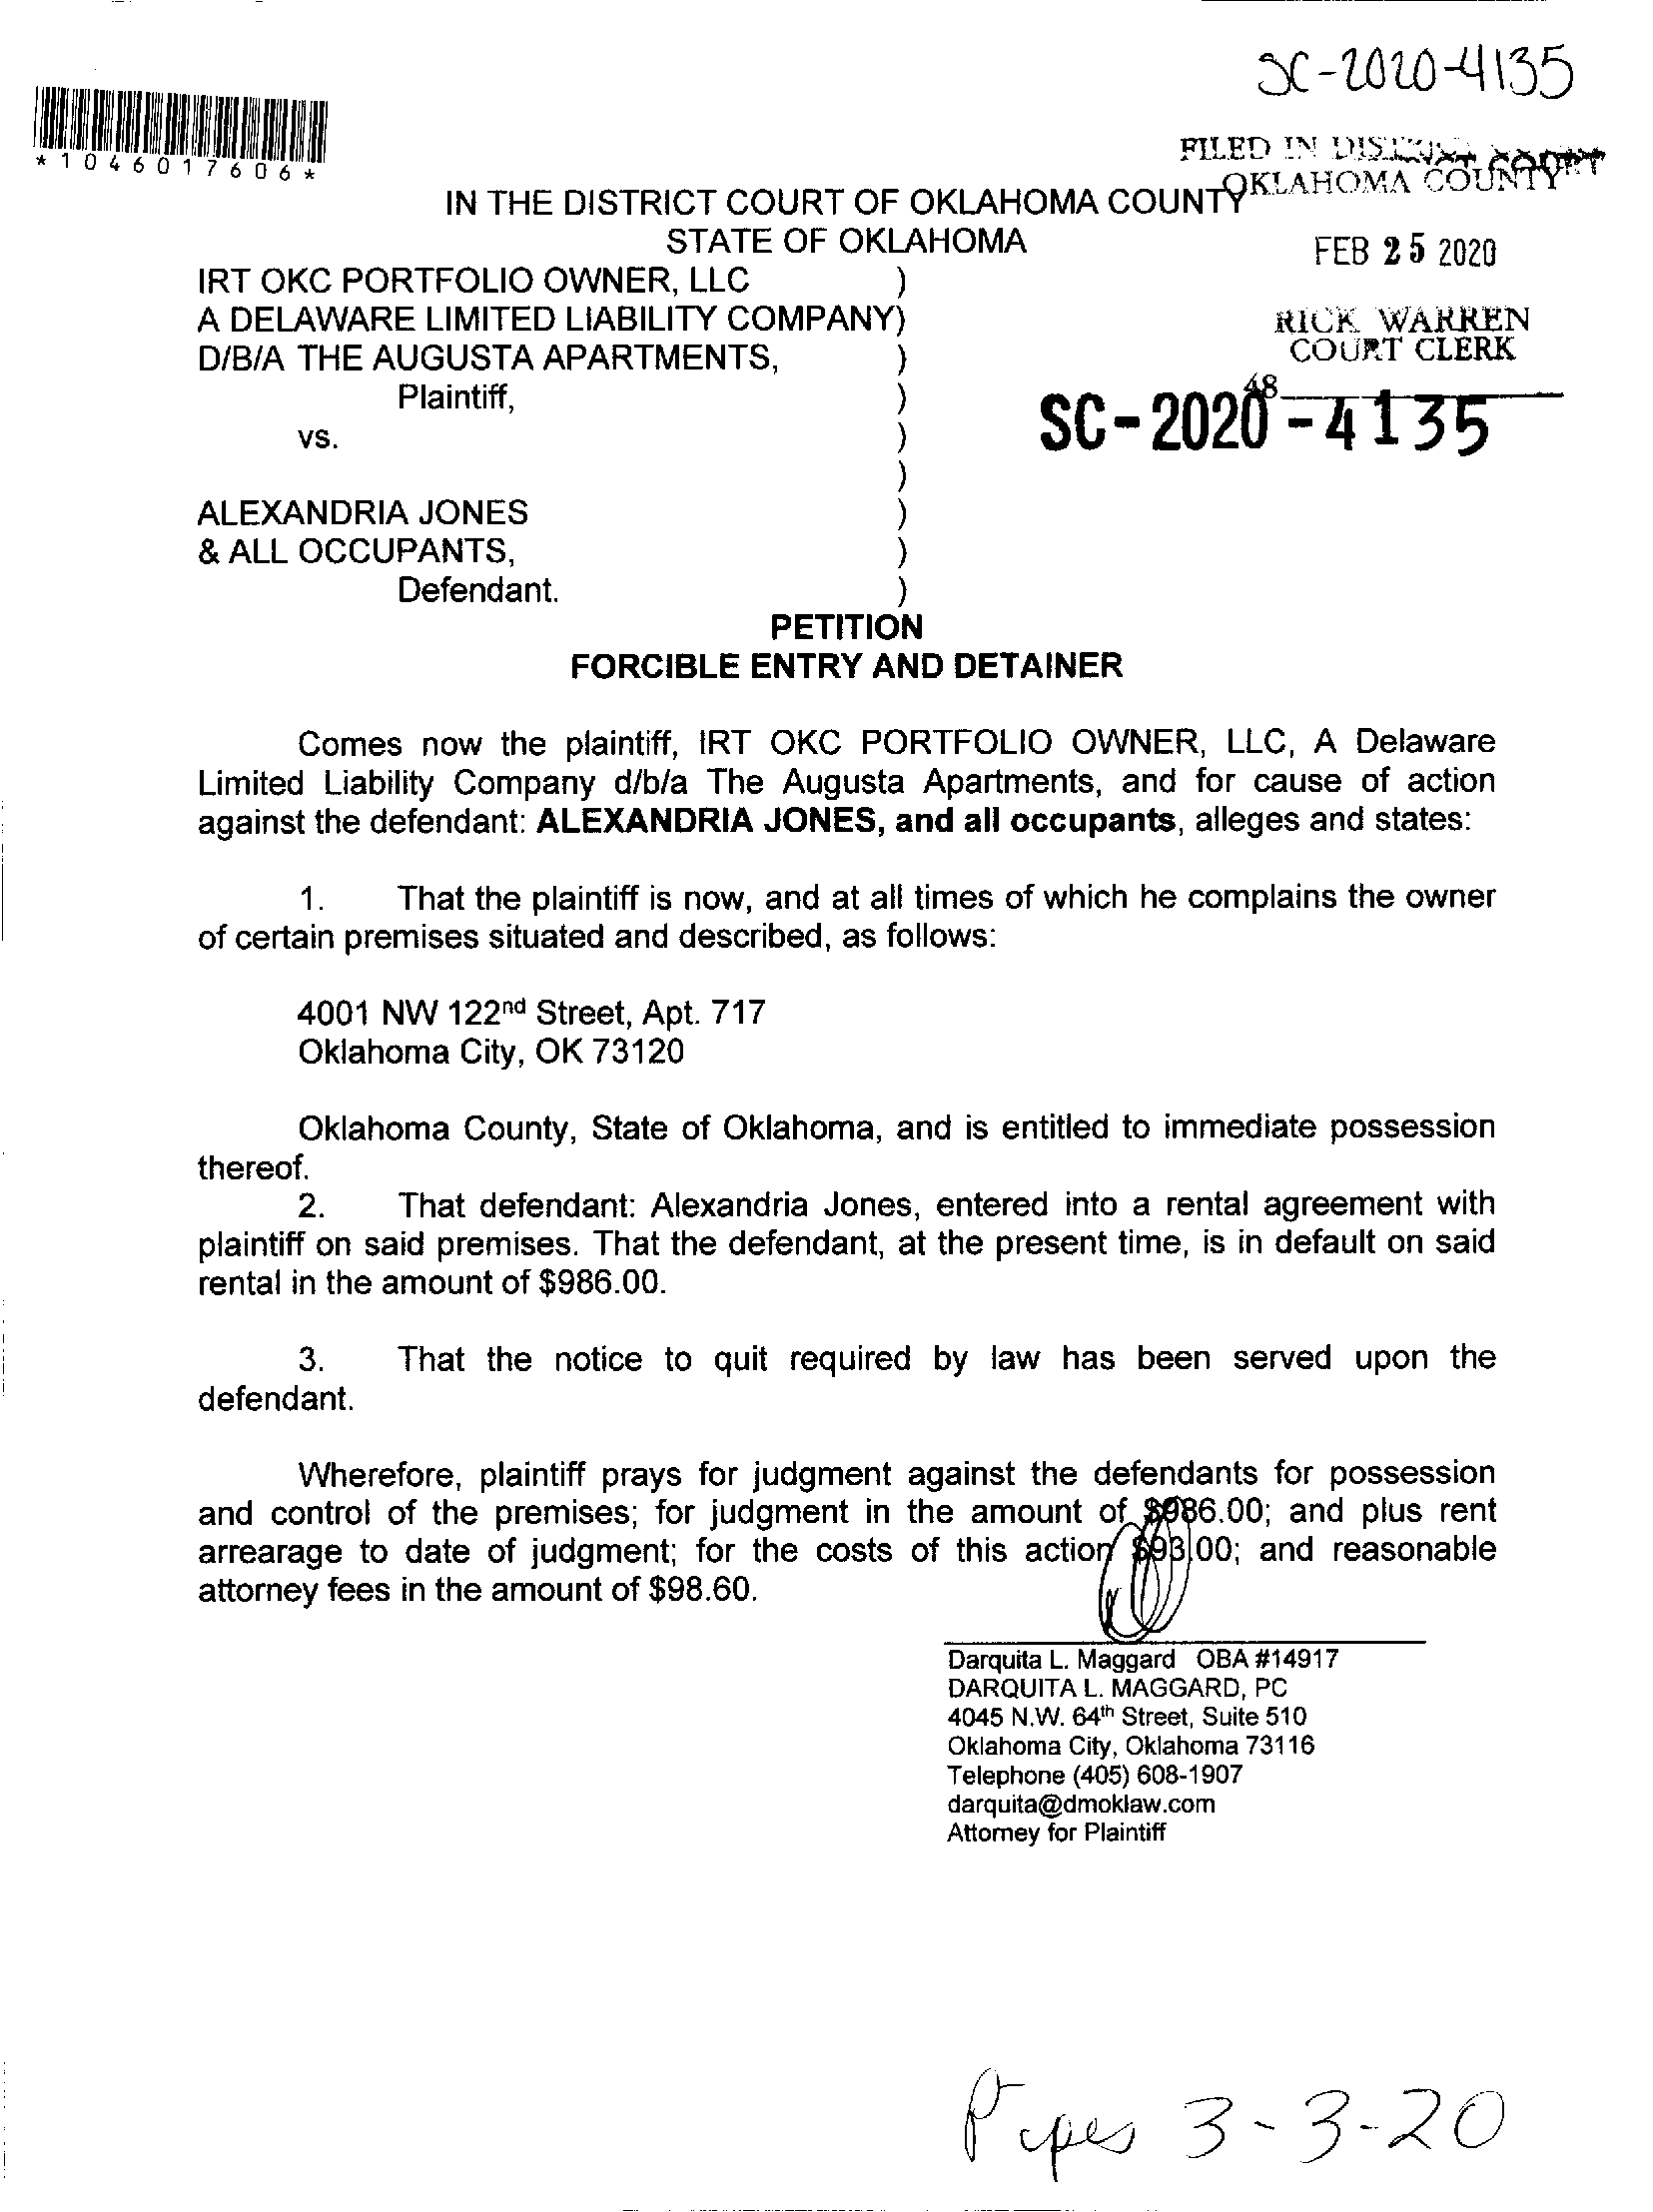 SC-2020-4135
*1046017606*
FILED IN DISTRICT COURT
OKLAHOMA COUNTY
IN THE DISTRICT COURT OF OKLAHOMA COUNTY
STATE OF OKLAHOMA
FEB 25 2020
IRT OKC PORTFOLIO OWNER, LLC )
A DELAWARE LIMITED LIABILITY COMPANY)
D/B/A THE AUGUSTA APARTMENTS, )
Plaintiff, )
vs. )
)
RICK WARREN
COURT CLERK
48
SC-2020-4135
ALEXANDRIA JONES )
& ALL OCCUPANTS, )
Defendant. )
PETITION
FORCIBLE ENTRY AND DETAINER
Comes now the plaintiff, IRT OKC PORTFOLIO OWNER, LLC, A Delaware
Limited Liability Company d/b/a The Augusta Apartments, and for cause of action
against the defendant: ALEXANDRIA JONES, and all occupants, alleges and states:
1. That the plaintiff is now, and at all times of which he complains the owner
of certain premises situated and described, as follows:
4001 NW 122nd Street, Apt. 717
Oklahoma City, OK 73120
Oklahoma County, State of Oklahoma, and is entitled to immediate possession
thereof.
2. That defendant: Alexandria Jones, entered into a rental agreement with
plaintiff on said premises. That the defendant, at the present time, is in default on said
rental in the amount of $986.00.
3. That the notice to quit required by law has been served upon the
defendant.
Wherefore, plaintiff prays for judgment against the defendants for possession
and control of the premises; for judgment in the amount of $986.00; and plus rent
arrearage to date of judgment; for the costs of this action $93.00; and reasonable
attorney fees in the amount of $98.60.
Darquita L. Maggard OBA #14917
DARQUITA L. MAGGARD, PC
4045 N.W. 64th Street, Suite 510
Oklahoma City, Oklahoma 73116
Telephone (405) 608-1907
darquita@dmoklaw.com
Attorney for Plaintiff
Pipes 3-3-20